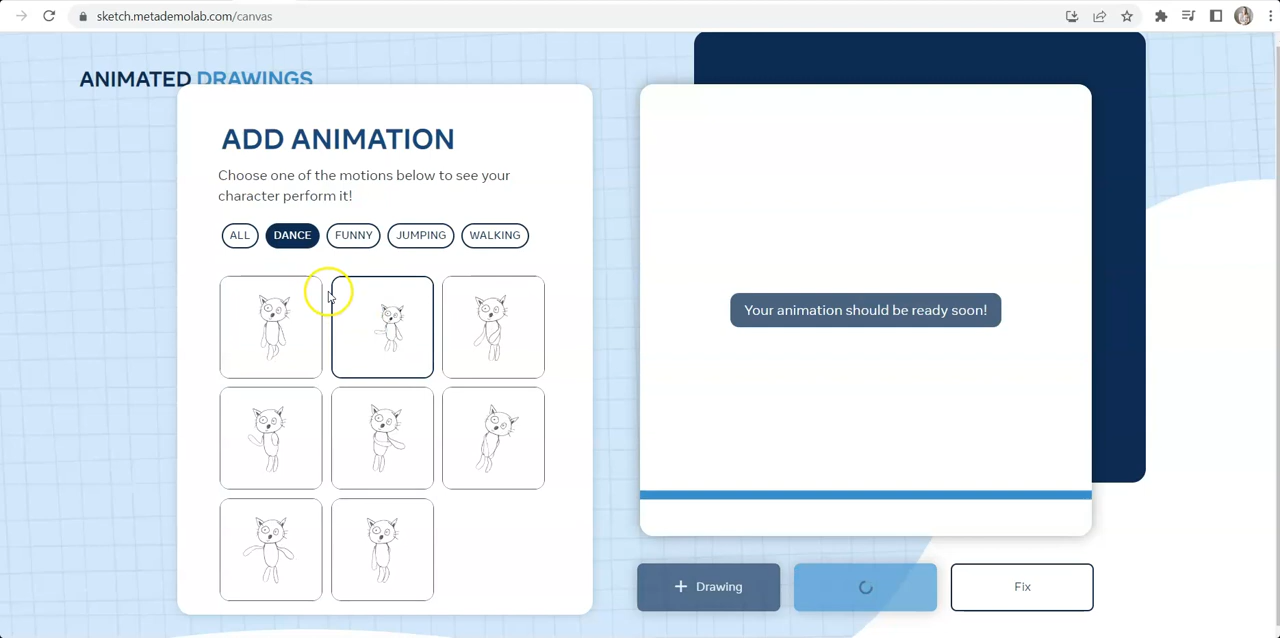 sketch.metademolab.com/canvas
ANIMATED DRAWINGS
ADD ANIMATION
Choose one of the motions below to see your
character perform it!
ALL
DANCE
FUNNY
JUMPING
WALKING
Your animation should be ready soon!
+ Drawing
Fix